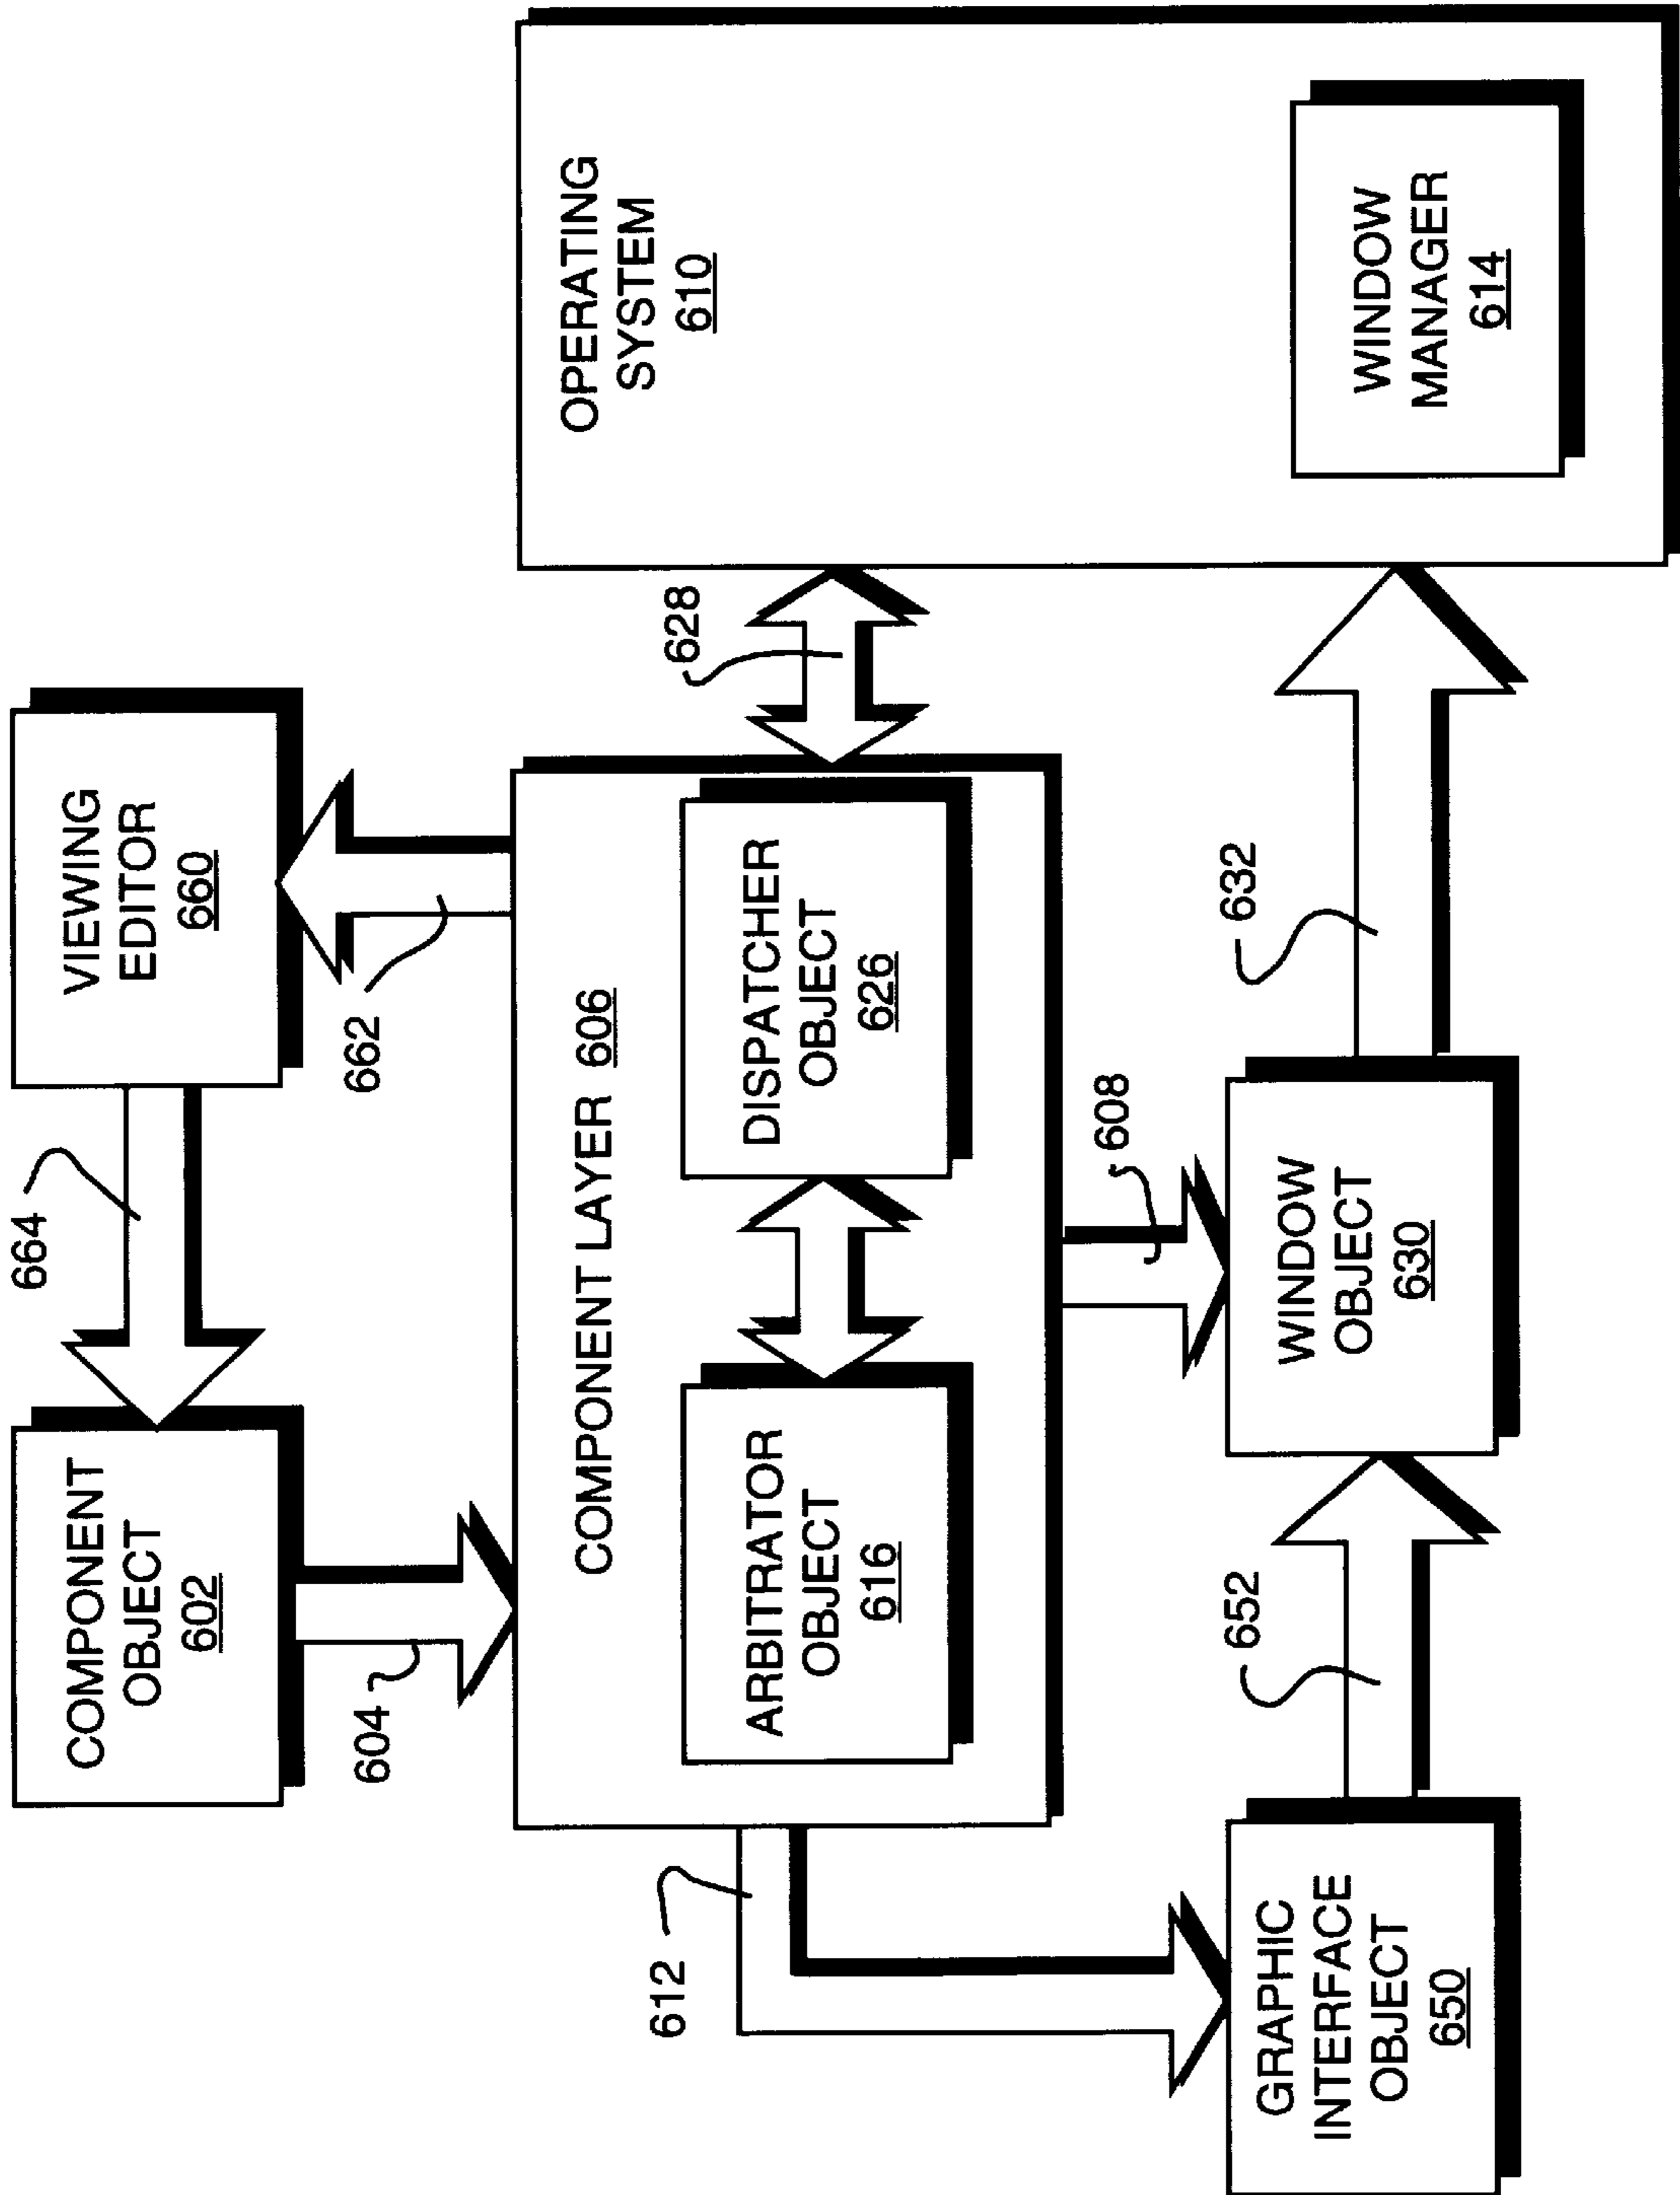 COMPONENT
OBJECT
602
664
VIEWING
EDITOR
660
604
662
COMPONENT LAYER 606
ARBITRATOR
OBJECT
616
DISPATCHER
OBJECT
626
628
OPERATING
SYSTEM
610
WINDOW
MANAGER
614
612
608
GRAPHIC
INTERFACE
OBJECT
650
652
WINDOW
OBJECT
630
632